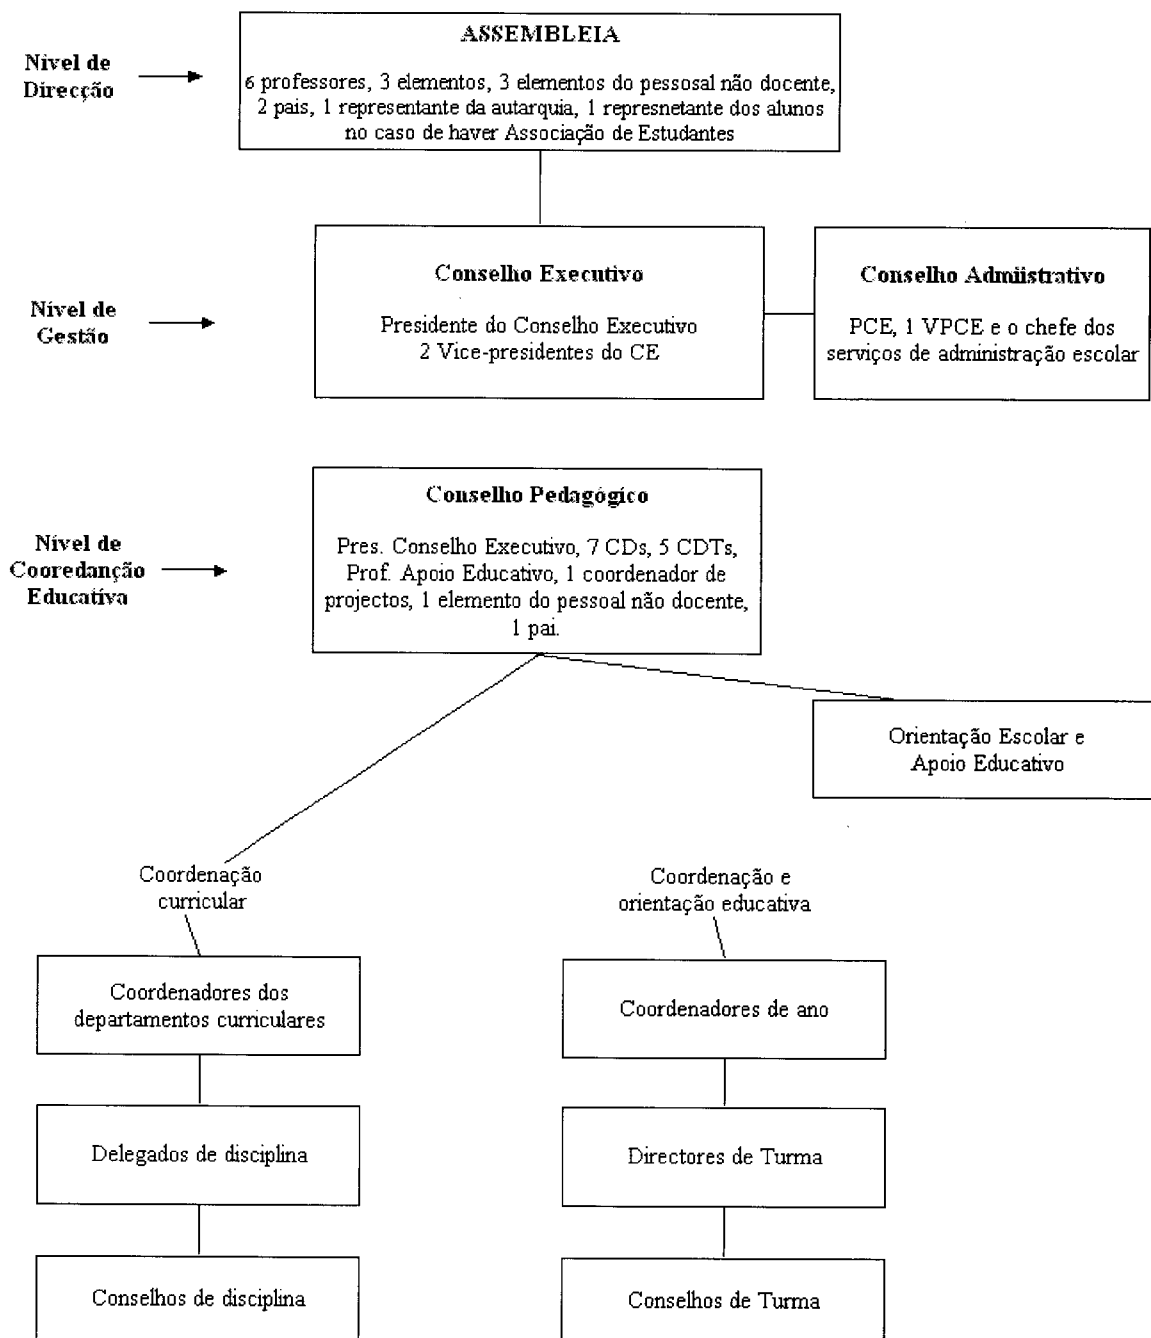 ASSEMBLEIA
Nível de
Direcção
6 professores, 3 elementos, 3 elementos do pessosal não docente,
2 pais, 1 representante da autarquia, 1 represnetante dos alunos
no caso de haver Associação de Estudantes
Conselho Executivo
Presidente do Conselho Executivo
2 Vice-presidentes do CE
Conselho Admiistrativo
PCE, 1 VPCE e o chefe dos
serviços de administração escolar
Nível de
Gestão
Conselho Pedagógico
Pres. Conselho Executivo, 7 CDs, 5 CDTs,
Prof. Apoio Educativo, 1 coordenador de
projectos, 1 elemento do pessoal não docente,
1 pai.
Nível de
Cooredanção
Educativa
Orientação Escolar e
Apoio Educativo
Coordenação
curricular
Coordenação e
orientação educativa
Coordenadores dos
departamentos curriculares
Coordenadores de ano
Delegados de disciplina
Directores de Turma
Conselhos de disciplina
Conselhos de Turma